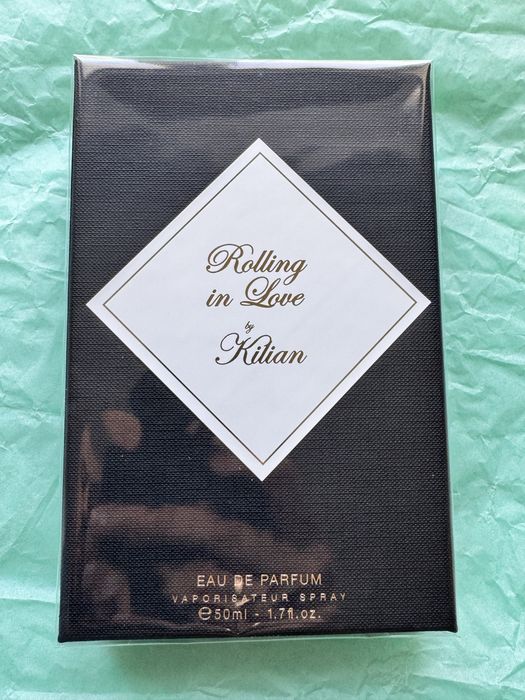 Rolling
in Love
by
Kilian
EAU DE PARFUM
VAPORISATEUR SPRAY
℮50ml - 1.7fl.oz.